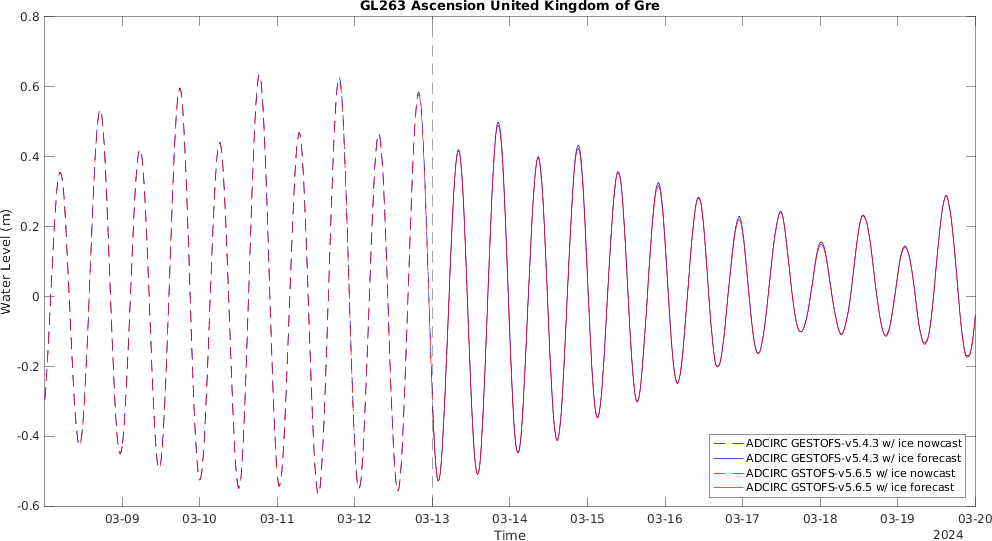 GL263 Ascension United Kingdom of Gre
Water Level (m)
0.8
0.6
0.4
0.2
0
-0.2
-0.4
-0.6
ADCIRC GESTOFS-v5.4.3 w/ ice nowcast
ADCIRC GESTOFS-v5.4.3 w/ ice forecast
ADCIRC GSTOFS-v5.6.5 w/ ice nowcast
ADCIRC GSTOFS-v5.6.5 w/ ice forecast
03-09 03-10 03-11 03-12 03-13 03-14 03-15 03-16 03-17 03-18 03-19 03-20
Time
2024